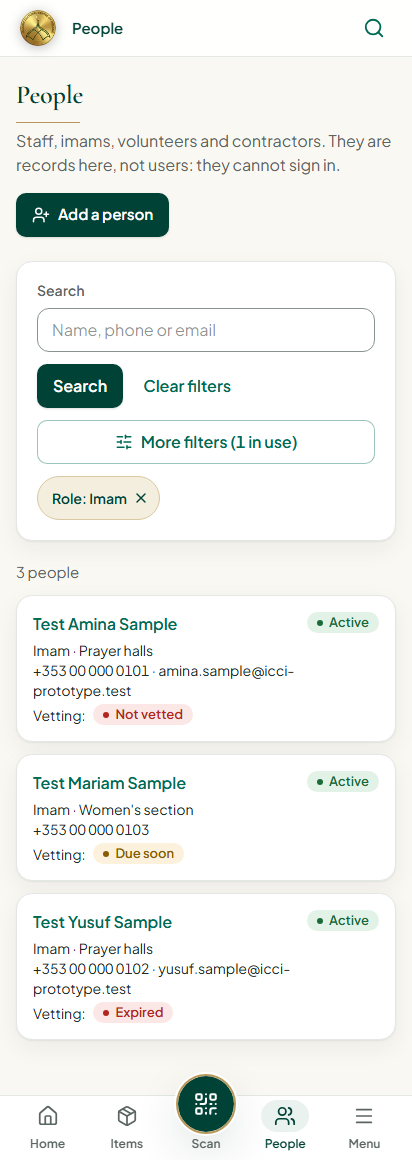 People
People
Staff, imams, volunteers and contractors. They are
records here, not users: they cannot sign in.
Add a person
Search
Name, phone or email
Search
Clear filters
More filters (1 in use)
Role: Imam
3 people
Test Amina Sample
Active
Imam · Prayer halls
+353 00 000 0101 · amina.sample@icci-
prototype.test
Vetting: Not vetted
Test Mariam Sample
Active
Imam · Women's section
+353 00 000 0103
Vetting: Due soon
Test Yusuf Sample
Active
Imam · Prayer halls
+353 00 000 0102 · yusuf.sample@icci-
prototype.test
Vetting: Expired
Home
Items
Scan
People
Menu